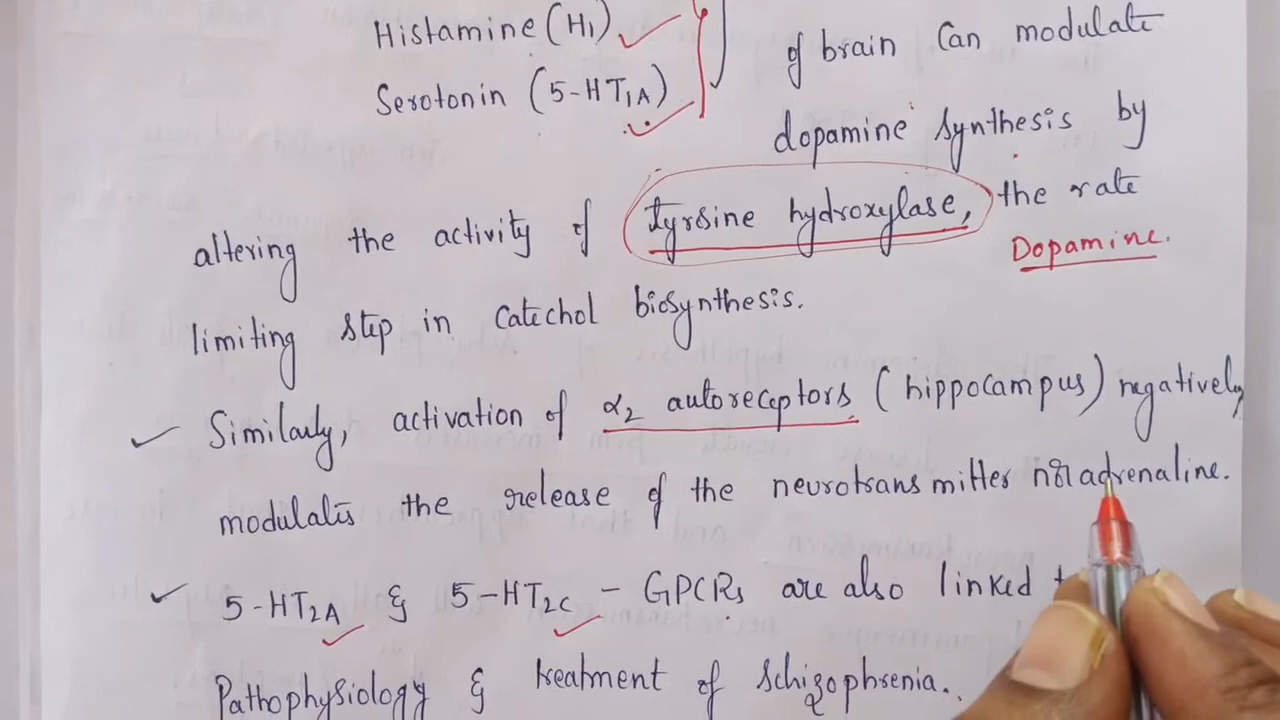 Histamine (H1)
Serotonin (5-HT1A)
of brain can modulate
dopamine synthesis by
altering the activity of tyrsine hydroxylase, the rate
Dopamine.
limiting step in catechol biosynthesis.
Similarly, activation of α2 autoreceptors (hippocampus) negatively
modulates the release of the neurotransmitter noradrenaline.
5-HT2A & 5-HT2C - GPCRs are also linked
Pathophysiology & treatment of schizophrenia.